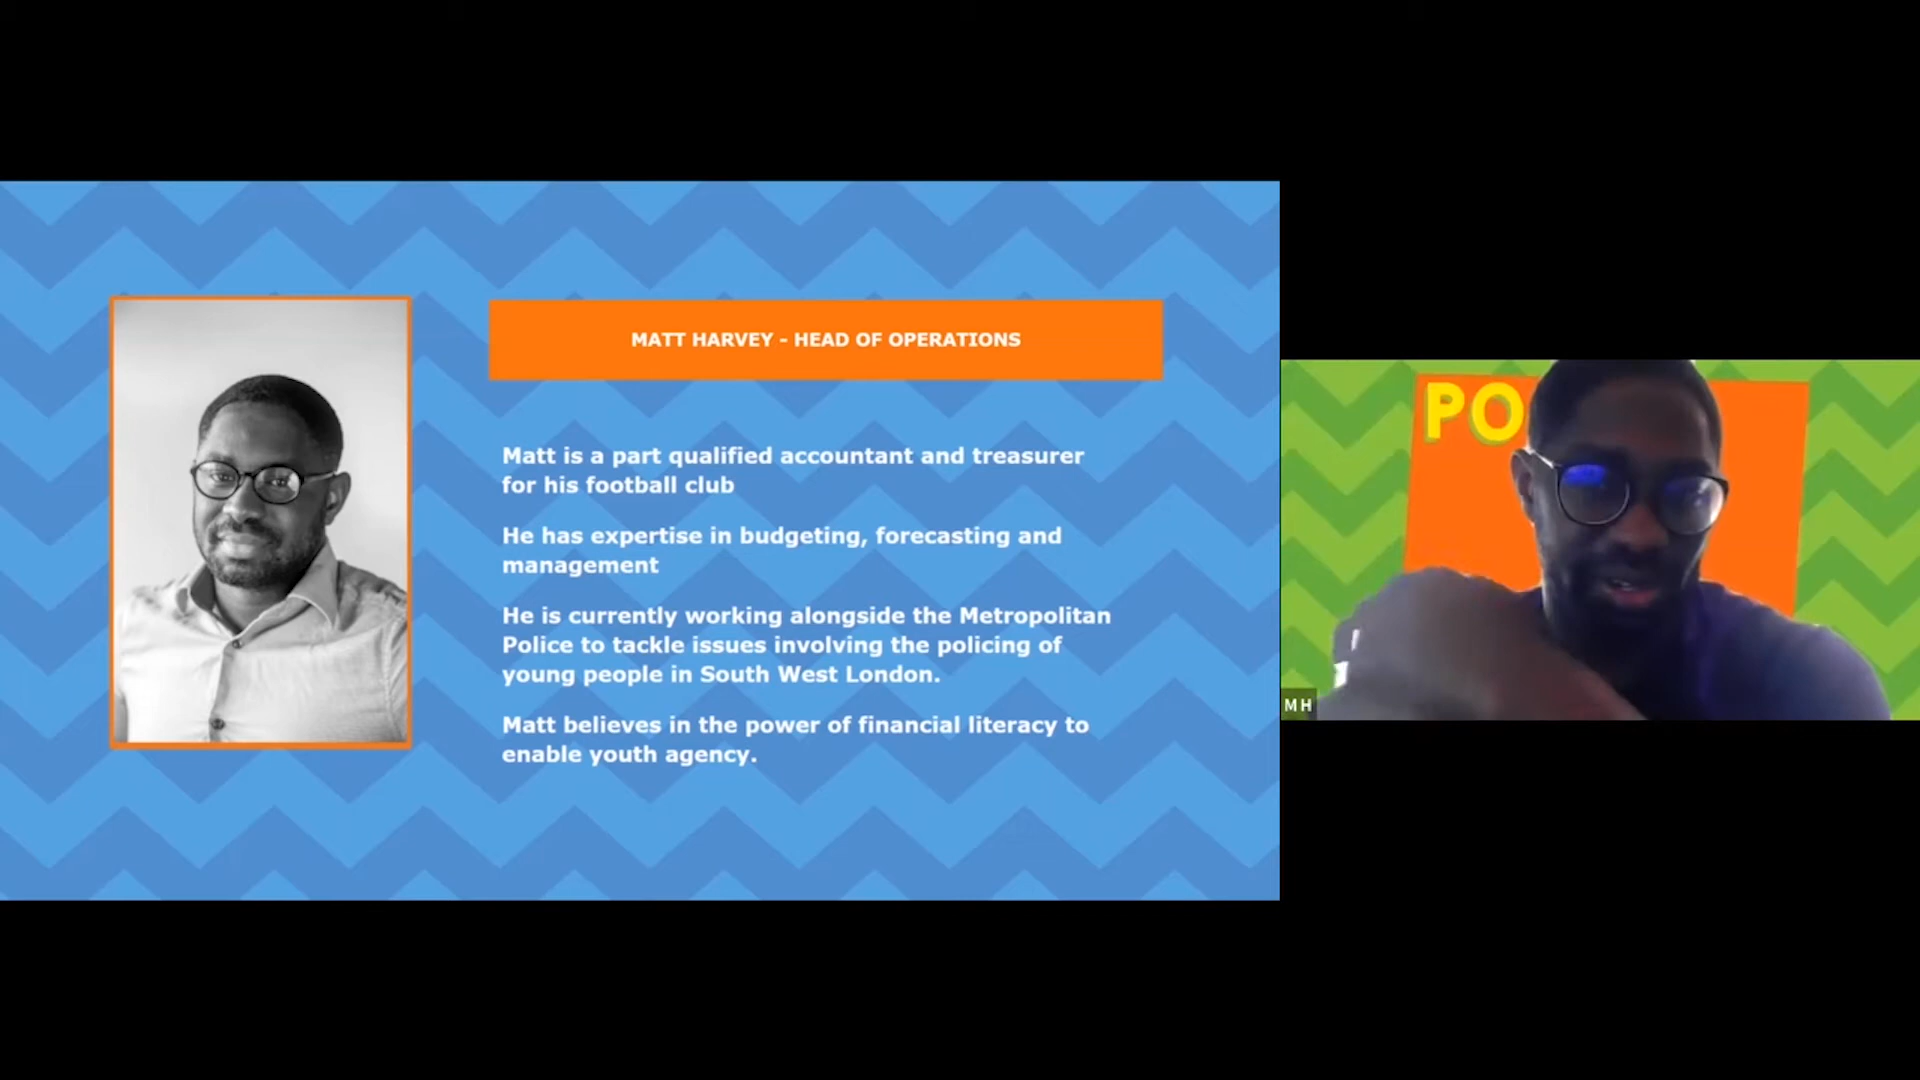 MATT HARVEY - HEAD OF OPERATIONS
Matt is a part qualified accountant and treasurer
for his football club
He has expertise in budgeting, forecasting and
management
He is currently working alongside the Metropolitan
Police to tackle issues involving the policing of
young people in South West London.
Matt believes in the power of financial literacy to
enable youth agency.
PO
MH